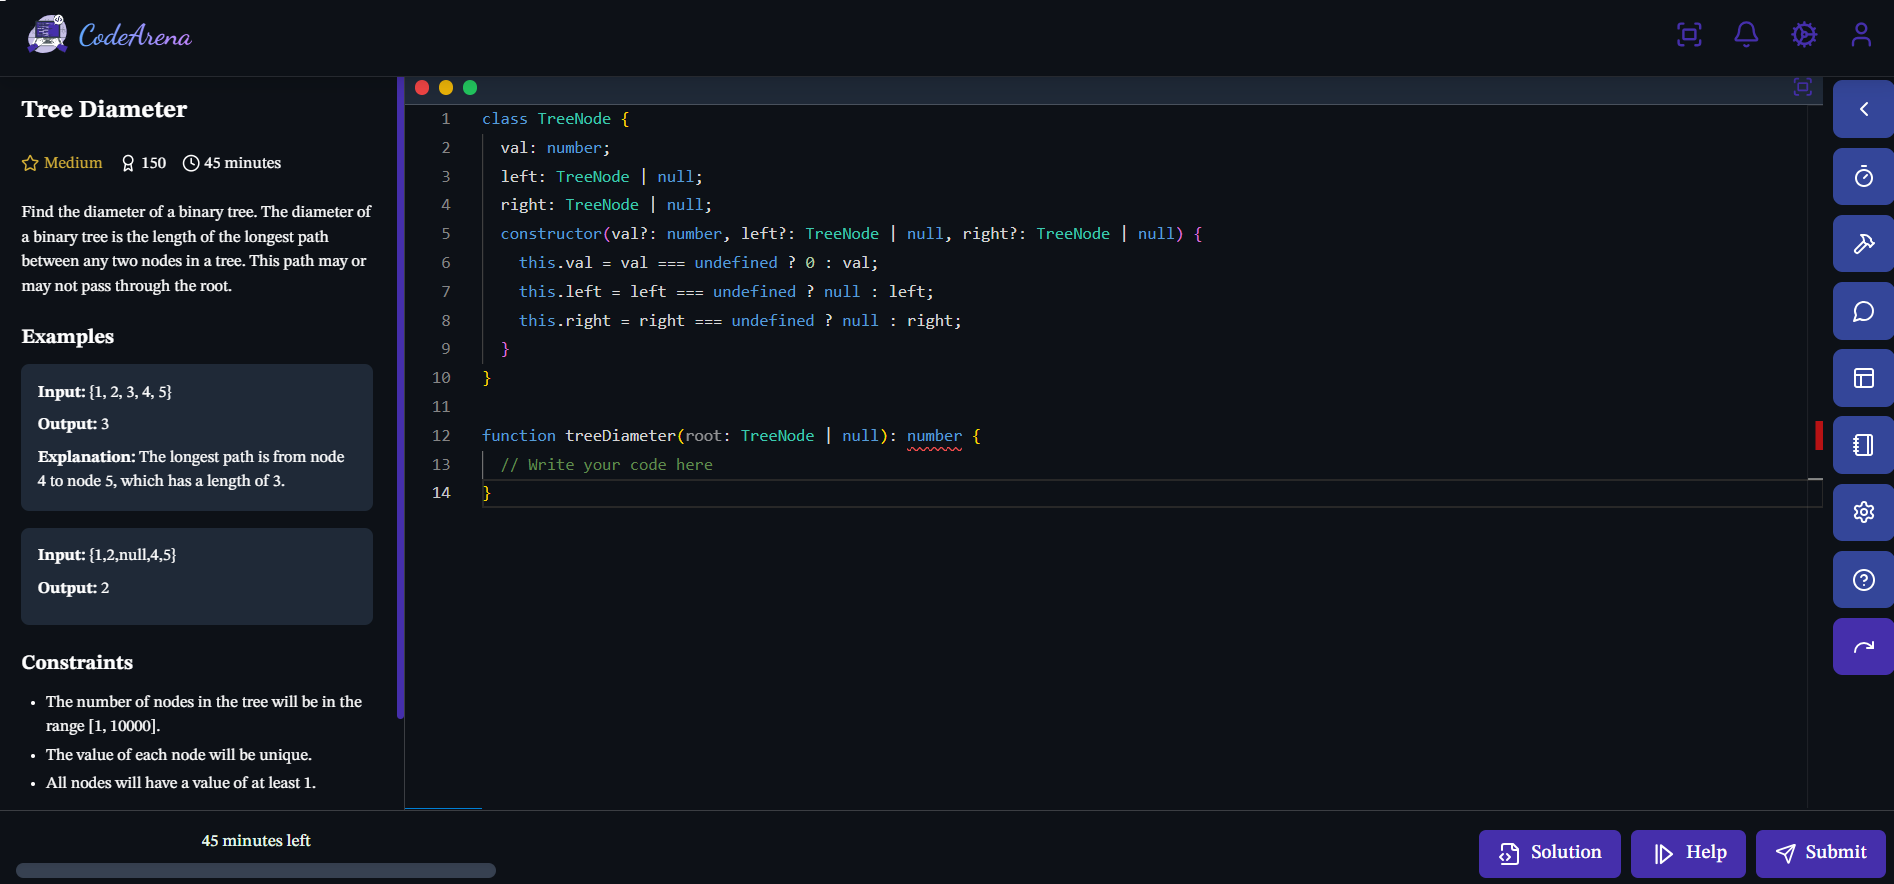 CodeArena
Tree Diameter
Medium 150 45 minutes
Find the diameter of a binary tree. The diameter of
a binary tree is the length of the longest path
between any two nodes in a tree. This path may or
may not pass through the root.
Examples
Input: {1, 2, 3, 4, 5}
Output: 3
Explanation: The longest path is from node
4 to node 5, which has a length of 3.
Input: {1,2,null,4,5}
Output: 2
Constraints
• The number of nodes in the tree will be in the
range [1, 10000].
• The value of each node will be unique.
• All nodes will have a value of at least 1.
1 class TreeNode {
2 val: number;
3 left: TreeNode | null;
4 right: TreeNode | null;
5 constructor(val?: number, left?: TreeNode | null, right?: TreeNode | null) {
6 this.val = val === undefined ? 0 : val;
7 this.left = left === undefined ? null : left;
8 this.right = right === undefined ? null : right;
9 }
10 }
11
12 function treeDiameter(root: TreeNode | null): number {
13 // Write your code here
14 }
45 minutes left
Solution
Help
Submit